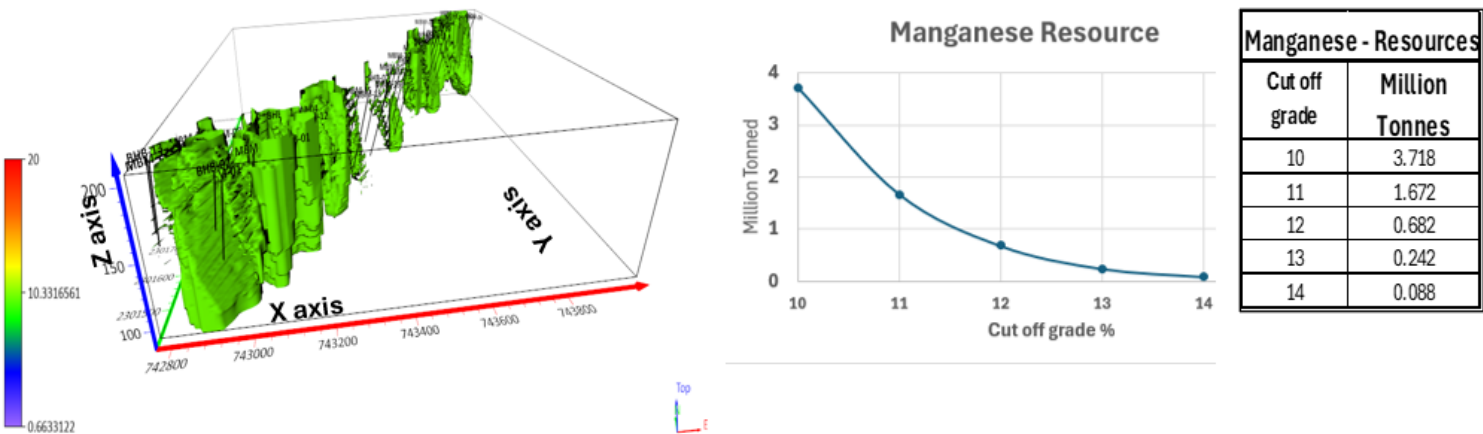 20
10.3316561
0.6633122
Z axis
200
150
100
X axis
742800
743000
743200
743400
743600
743800
Y axis
2301600
Top
Manganese Resource
Million Tonned
4
3
2
1
0
10
11
12
13
14
Cut off grade %
Manganese - Resources
Cut off grade
Million Tonnes
10 3.718
11 1.672
12 0.682
13 0.242
14 0.088